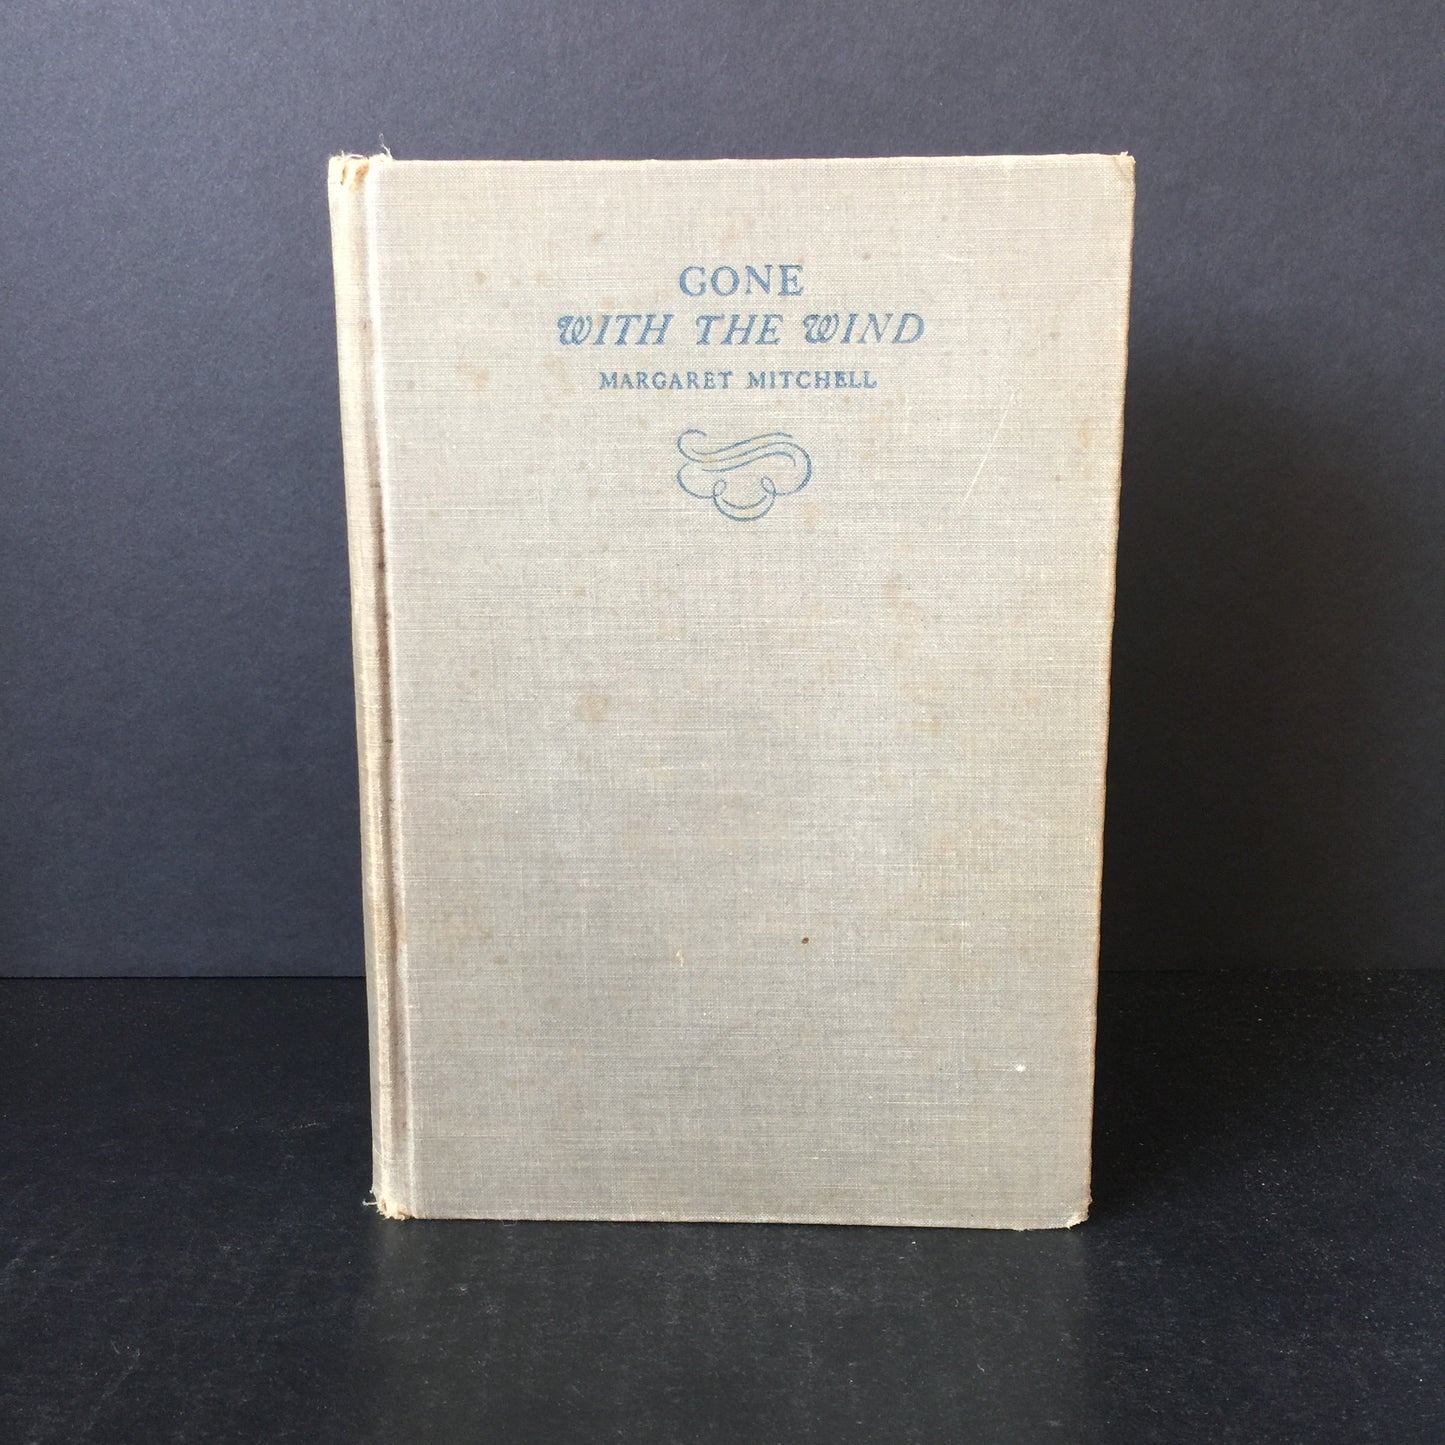 GONE
WITH THE WIND
MARGARET MITCHELL